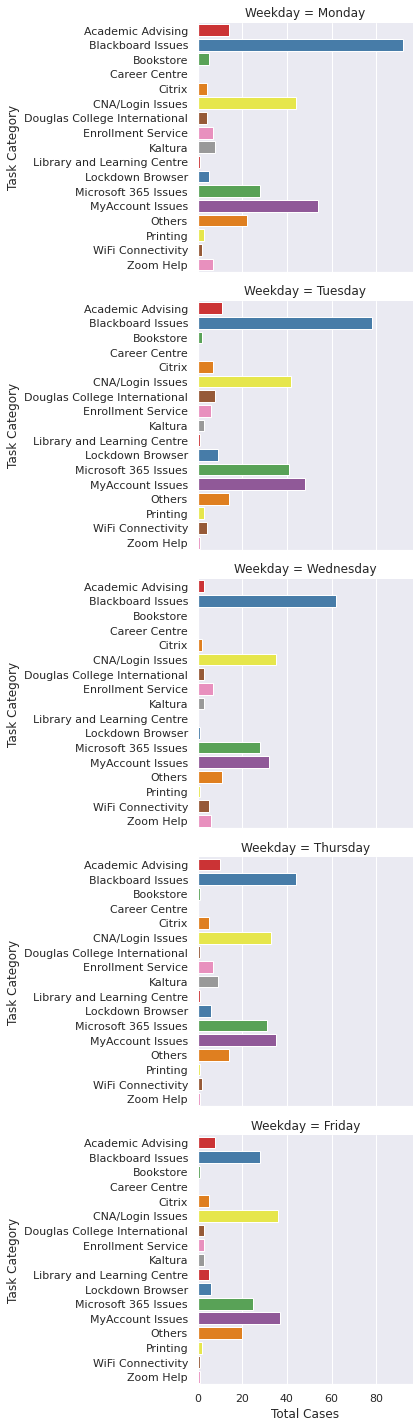 Weekday = Monday
Task Category
Academic Advising
Blackboard Issues
Bookstore
Career Centre
Citrix
CNA/Login Issues
Douglas College International
Enrollment Service
Kaltura
Library and Learning Centre
Lockdown Browser
Microsoft 365 Issues
MyAccount Issues
Others
Printing
WiFi Connectivity
Zoom Help
Weekday = Tuesday
Task Category
Academic Advising
Blackboard Issues
Bookstore
Career Centre
Citrix
CNA/Login Issues
Douglas College International
Enrollment Service
Kaltura
Library and Learning Centre
Lockdown Browser
Microsoft 365 Issues
MyAccount Issues
Others
Printing
WiFi Connectivity
Zoom Help
Weekday = Wednesday
Task Category
Academic Advising
Blackboard Issues
Bookstore
Career Centre
Citrix
CNA/Login Issues
Douglas College International
Enrollment Service
Kaltura
Library and Learning Centre
Lockdown Browser
Microsoft 365 Issues
MyAccount Issues
Others
Printing
WiFi Connectivity
Zoom Help
Weekday = Thursday
Task Category
Academic Advising
Blackboard Issues
Bookstore
Career Centre
Citrix
CNA/Login Issues
Douglas College International
Enrollment Service
Kaltura
Library and Learning Centre
Lockdown Browser
Microsoft 365 Issues
MyAccount Issues
Others
Printing
WiFi Connectivity
Zoom Help
Weekday = Friday
Task Category
Academic Advising
Blackboard Issues
Bookstore
Career Centre
Citrix
CNA/Login Issues
Douglas College International
Enrollment Service
Kaltura
Library and Learning Centre
Lockdown Browser
Microsoft 365 Issues
MyAccount Issues
Others
Printing
WiFi Connectivity
Zoom Help
0 20 40 60 80
Total Cases